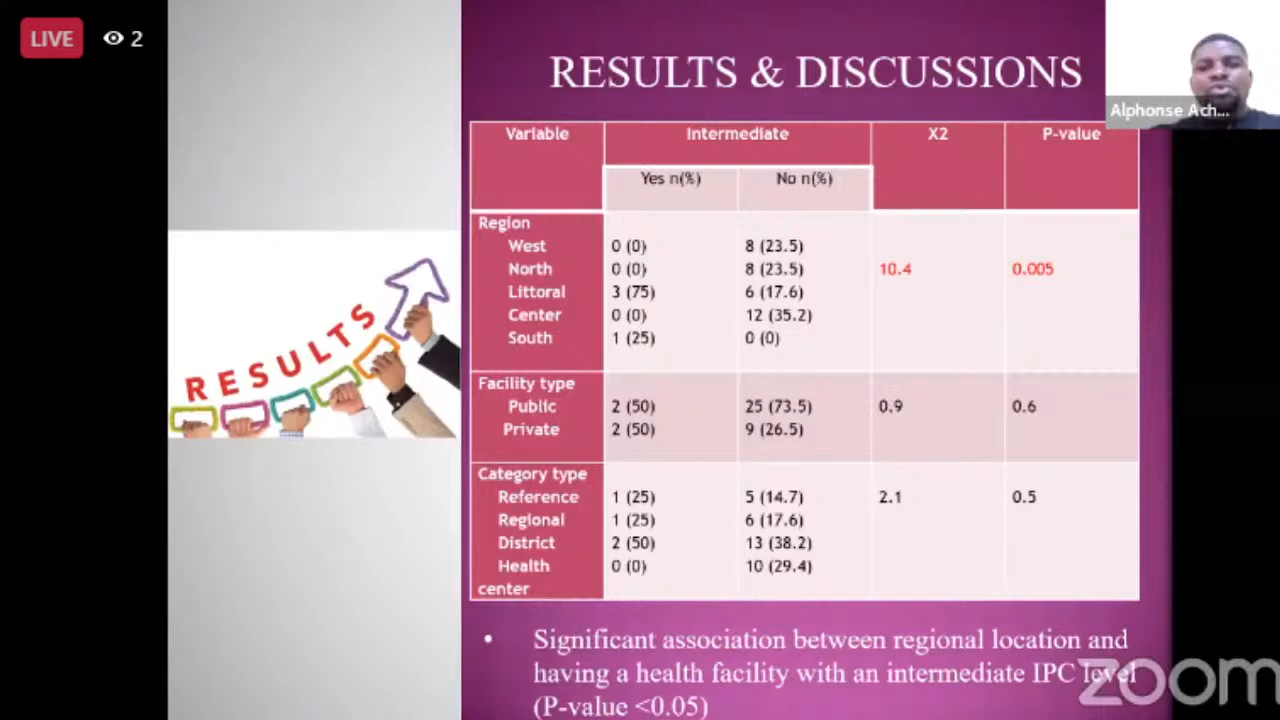 LIVE
2
RESULTS & DISCUSSIONS
Alphonse Ach...
Variable Intermediate X2 P-value
Yes n(%) No n(%)
Region
West 0 (0) 8 (23.5)
North 0 (0) 8 (23.5) 10.4 0.005
Littoral 3 (75) 6 (17.6)
Center 0 (0) 12 (35.2)
South 1 (25) 0 (0)
Facility type
Public 2 (50) 25 (73.5) 0.9 0.6
Private 2 (50) 9 (26.5)
Category type
Reference 1 (25) 5 (14.7) 2.1 0.5
Regional 1 (25) 6 (17.6)
District 2 (50) 13 (38.2)
Health 0 (0) 10 (29.4)
center
RESULTS
• Significant association between regional location and
having a health facility with an intermediate IPC level
(P-value <0.05)
zoom